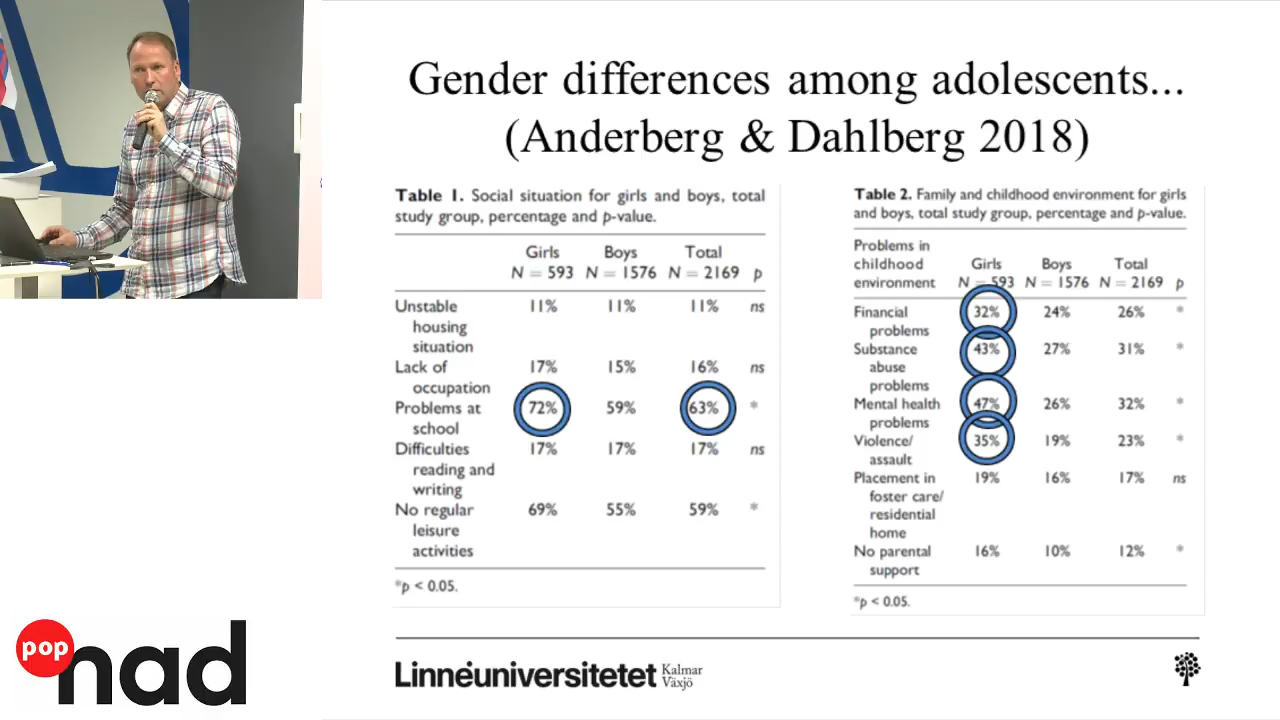 Gender differences among adolescents...
(Anderberg & Dahlberg 2018)
Table 1. Social situation for girls and boys, total
study group, percentage and p-value.
Girls Boys Total
N = 593 N = 1576 N = 2169 p
Unstable 11% 11% 11% ns
housing
situation
Lack of 17% 15% 16% ns
occupation
Problems at 72% 59% 63% *
school
Difficulties 17% 17% 17% ns
reading and
writing
No regular 69% 55% 59% *
leisure
activities
*p < 0.05.
Table 2. Family and childhood environment for girls
and boys, total study group, percentage and p-value.
Problems in
childhood Girls Boys Total
environment N = 593 N = 1576 N = 2169 p
Financial 32% 24% 26% *
problems
Substance 43% 27% 31% *
abuse
problems
Mental health 47% 26% 32% *
problems
Violence/ 35% 19% 23% *
assault
Placement in 19% 16% 17% ns
foster care/
residential
home
No parental 16% 10% 12% *
support
*p < 0.05.
pop
nad
Linnéuniversitetet Kalmar
Växjö